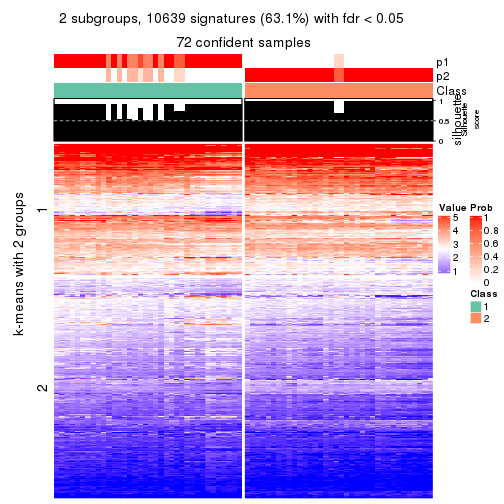 2 subgroups, 10639 signatures (63.1%) with fdr < 0.05
72 confident samples
p1
p2
Class
1
0.5
0
silhouette
Silhouette
score
k-means with 2 groups
1
2
Value
5
4
3
2
1
Prob
1
0.8
0.6
0.4
0.2
0
Class
1
2